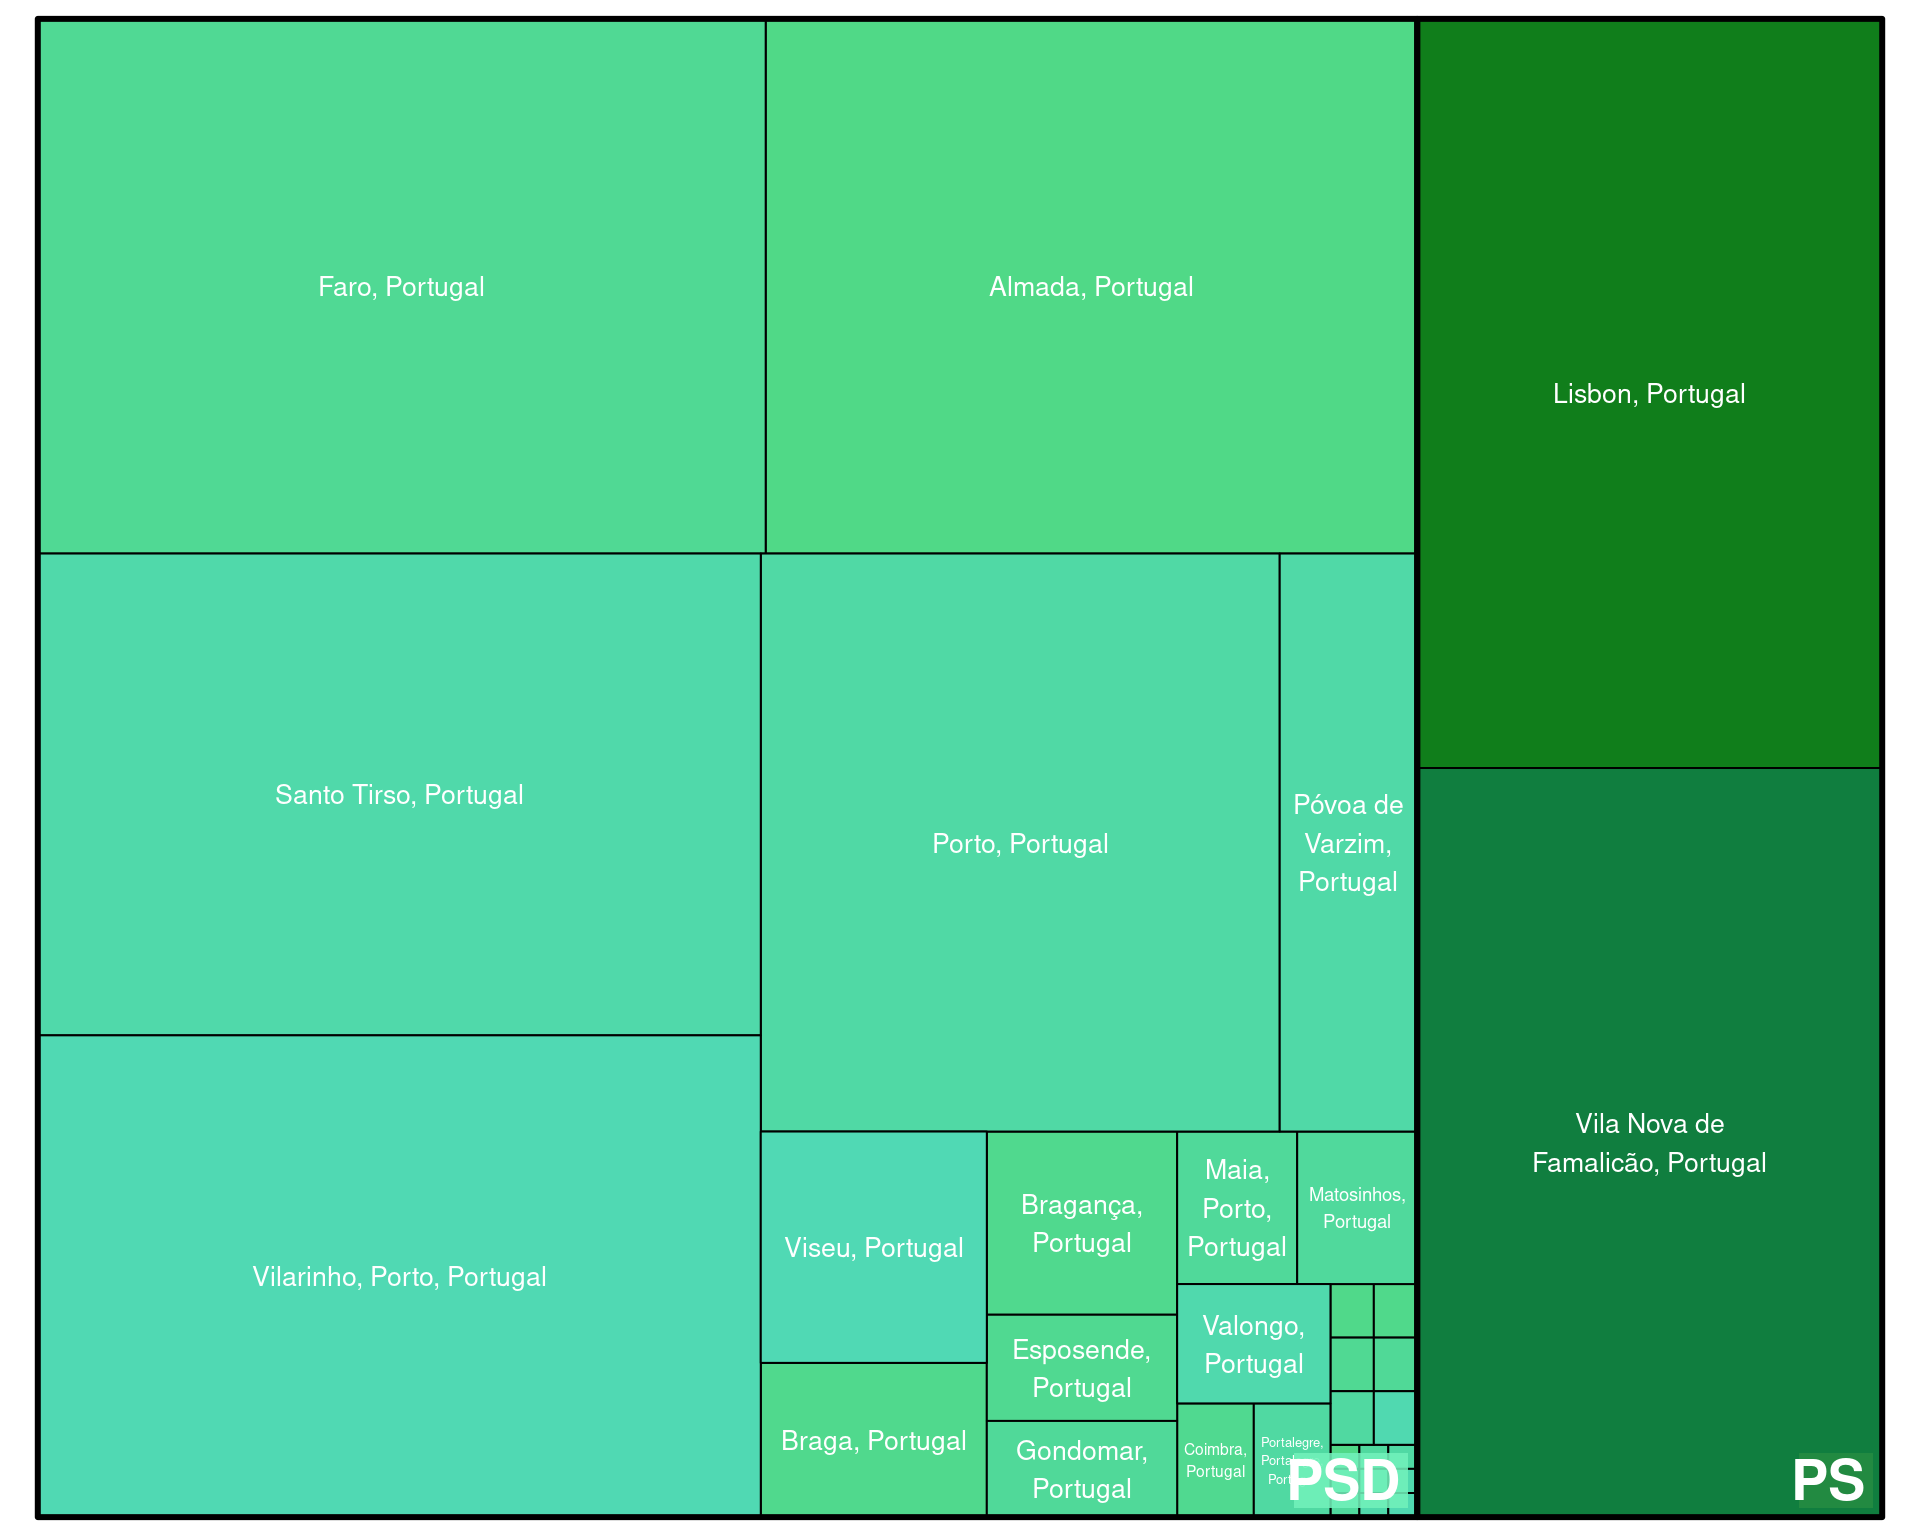 Faro, Portugal
Almada, Portugal
Lisbon, Portugal
Santo Tirso, Portugal
Porto, Portugal
Póvoa de
Varzim,
Portugal
Vila Nova de
Famalicão, Portugal
Vilarinho, Porto, Portugal
Viseu, Portugal
Bragança,
Portugal
Maia,
Porto,
Portugal
Matosinhos,
Portugal
Valongo,
Portugal
Esposende,
Portugal
Braga, Portugal
Gondomar,
Portugal
Coimbra,
Portugal
Portalegre,
PSD
PS